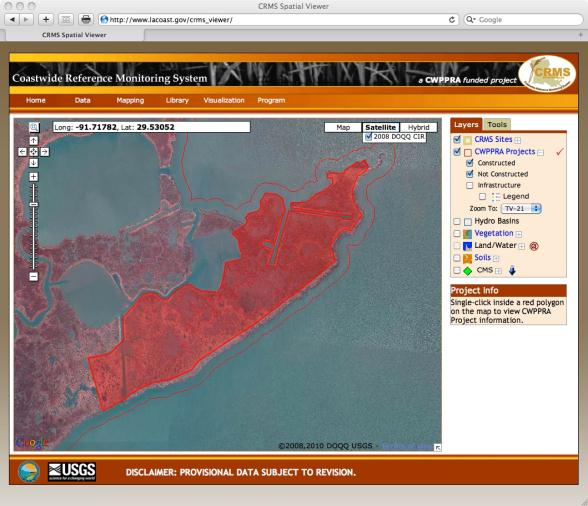 CRMS Spatial Viewer
http://www.lacoast.gov/crms_viewer/
Google
CRMS Spatial Viewer
Coastwide Reference Monitoring System
a CWPPRA funded project
CRMS
Home Data Mapping Library Visualization Program
Long: -91.71782, Lat: 29.53052
Map Satellite Hybrid
2008 DOQQ CIR
Layers Tools
CRMS Sites
CWPPRA Projects
Constructed
Not Constructed
Infrastructure
Legend
Zoom To: TV-21
Hydro Basins
Vegetation
Land/Water
Soils
CMS
Project Info
Single-click inside a red polygon
on the map to view CWPPRA
Project information.
Google
©2008,2010 DOQQ USGS - Terms of Use
USGS
science for a changing world
DISCLAIMER: PROVISIONAL DATA SUBJECT TO REVISION.